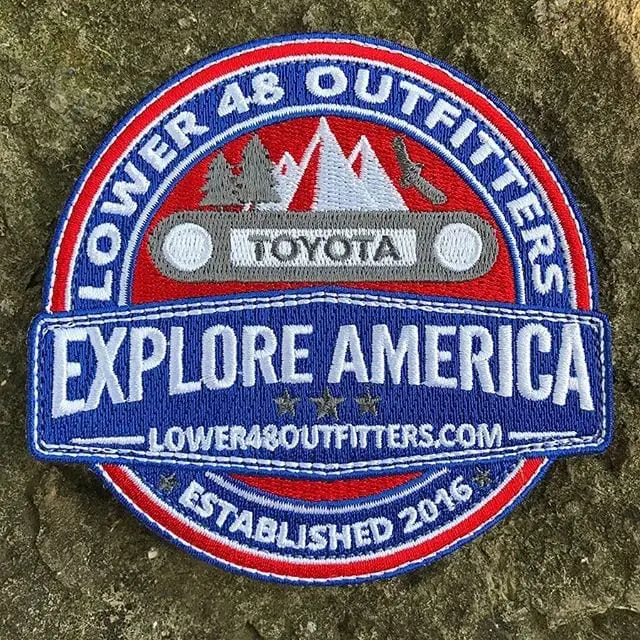 LOWER 48 OUTFITTERS
TOYOTA
EXPLORE AMERICA
LOWER48OUTFITTERS.COM
ESTABLISHED 2016